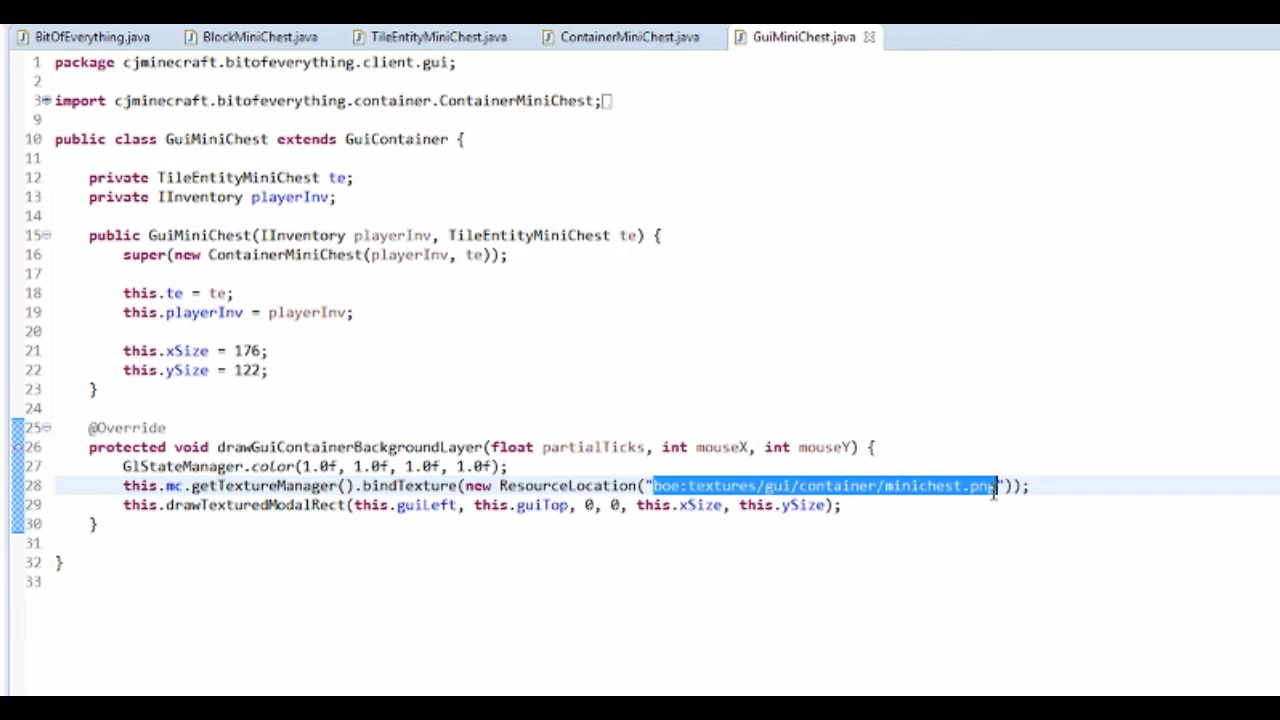 BitOfEverything.java BlockMiniChest.java TileEntityMiniChest.java ContainerMiniChest.java GuiMiniChest.java
1 package cjminecraft.bitofeverything.client.gui;
2
3 import cjminecraft.bitofeverything.container.ContainerMiniChest;
9
10 public class GuiMiniChest extends GuiContainer {
11
12 private TileEntityMiniChest te;
13 private IInventory playerInv;
14
15 public GuiMiniChest(IInventory playerInv, TileEntityMiniChest te) {
16 super(new ContainerMiniChest(playerInv, te));
17
18 this.te = te;
19 this.playerInv = playerInv;
20
21 this.xSize = 176;
22 this.ySize = 122;
23 }
24
25 @Override
26 protected void drawGuiContainerBackgroundLayer(float partialTicks, int mouseX, int mouseY) {
27 GlStateManager.color(1.0f, 1.0f, 1.0f, 1.0f);
28 this.mc.getTextureManager().bindTexture(new ResourceLocation("boe:textures/gui/container/minichest.png"));
29 this.drawTexturedModalRect(this.guiLeft, this.guiTop, 0, 0, this.xSize, this.ySize);
30 }
31
32 }
33